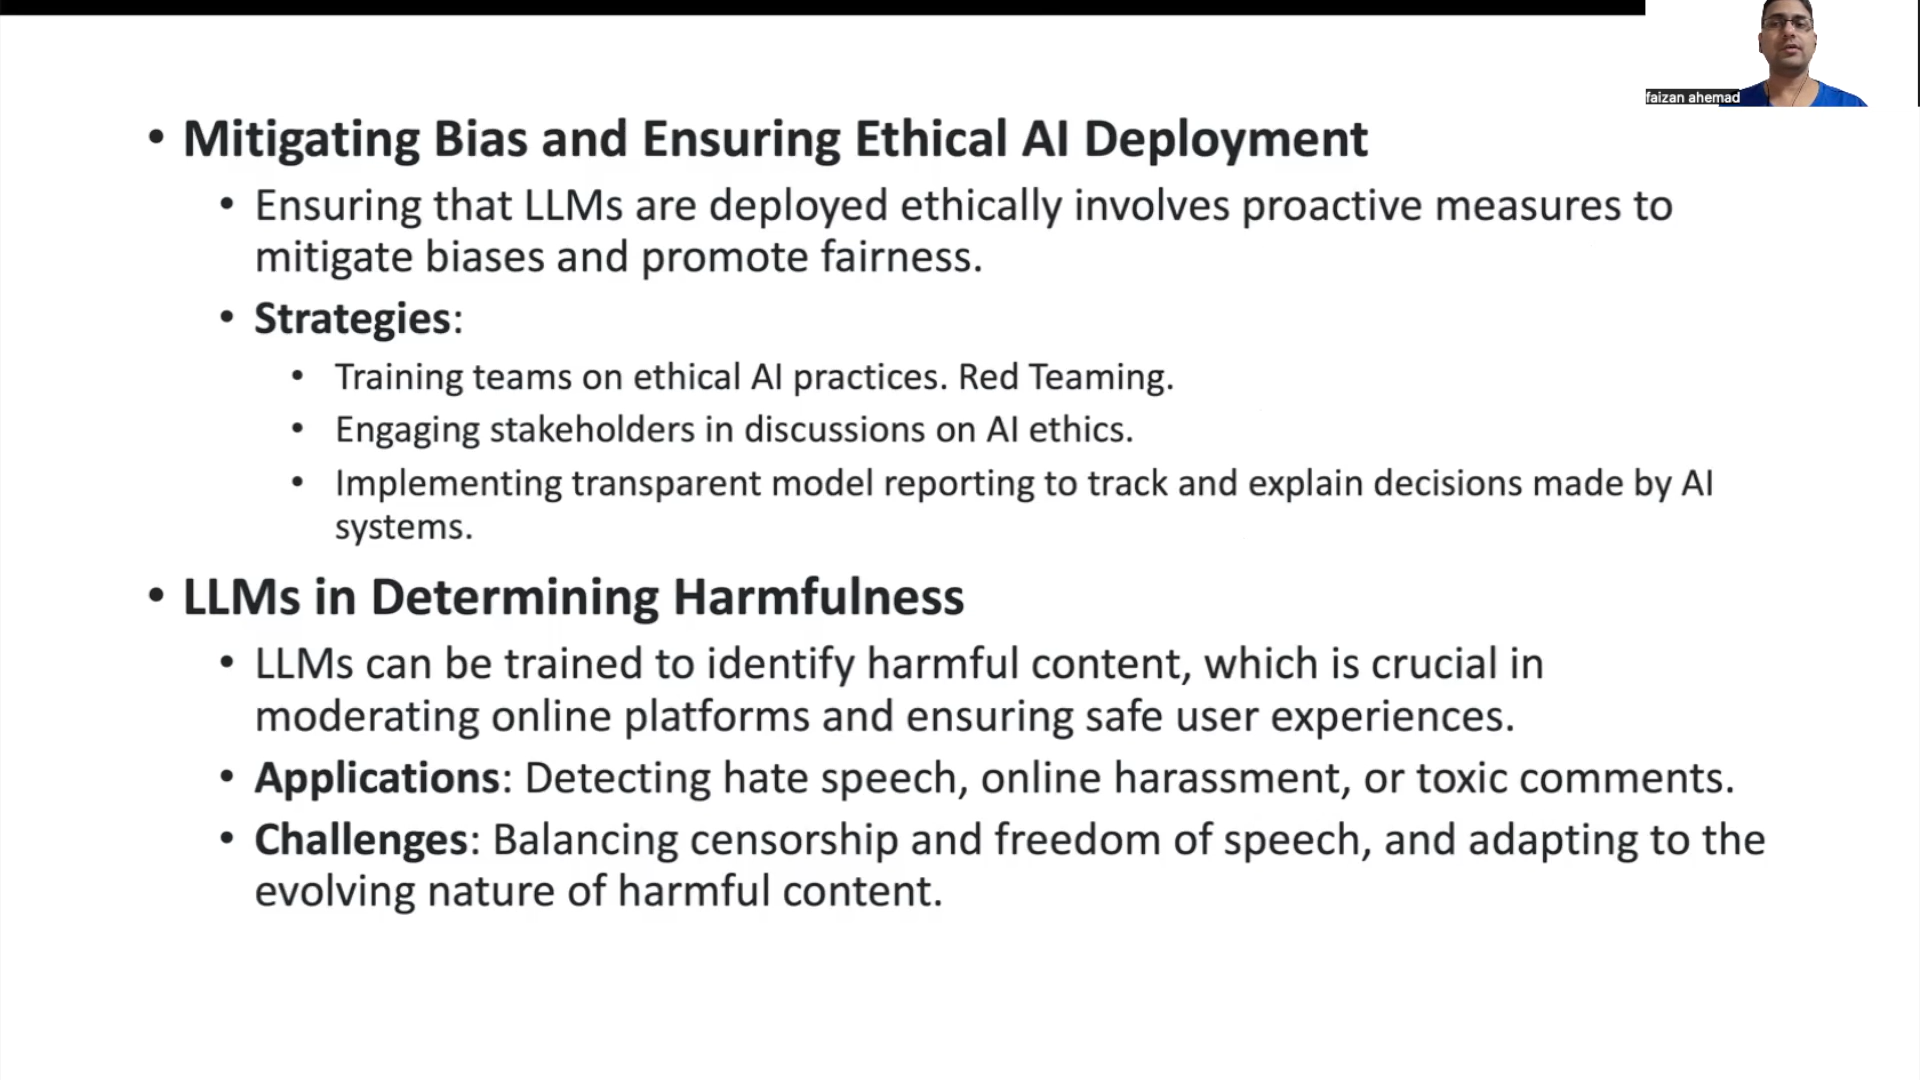 faizan ahemad
• Mitigating Bias and Ensuring Ethical AI Deployment
• Ensuring that LLMs are deployed ethically involves proactive measures to
mitigate biases and promote fairness.
• Strategies:
• Training teams on ethical AI practices. Red Teaming.
• Engaging stakeholders in discussions on AI ethics.
• Implementing transparent model reporting to track and explain decisions made by AI
systems.
• LLMs in Determining Harmfulness
• LLMs can be trained to identify harmful content, which is crucial in
moderating online platforms and ensuring safe user experiences.
• Applications: Detecting hate speech, online harassment, or toxic comments.
• Challenges: Balancing censorship and freedom of speech, and adapting to the
evolving nature of harmful content.